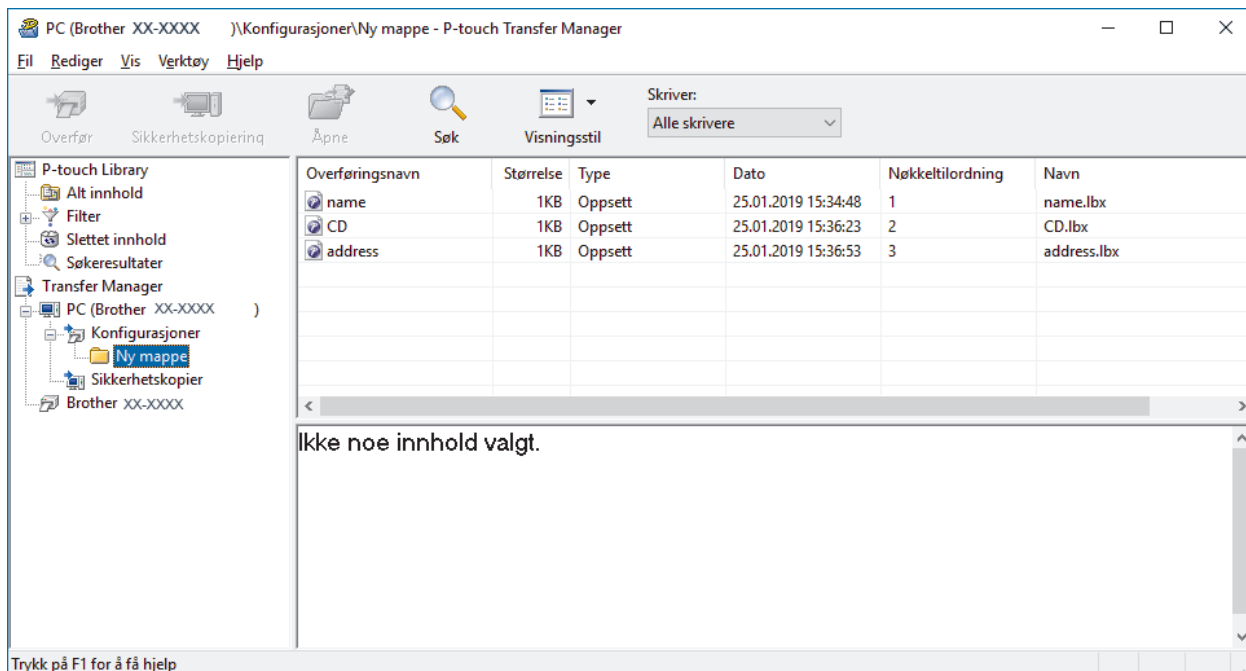 PC (Brother XX-XXXX )\Konfigurasjoner\Ny mappe - P-touch Transfer Manager
Fil Rediger Vis Verktøy Hjelp
Overfør Sikkerhetskopiering Åpne Søk Visningsstil
Skriver:
Alle skrivere
P-touch Library
Alt innhold
Filter
Slettet innhold
Søkeresultater
Transfer Manager
PC (Brother XX-XXXX )
Konfigurasjoner
Ny mappe
Sikkerhetskopier
Brother XX-XXXX
Overføringsnavn Størrelse Type Dato Nøkkeltilordning Navn
name 1KB Oppsett 25.01.2019 15:34:48 1 name.lbx
CD 1KB Oppsett 25.01.2019 15:36:23 2 CD.lbx
address 1KB Oppsett 25.01.2019 15:36:53 3 address.lbx
Ikke noe innhold valgt.
Trykk på F1 for å få hjelp